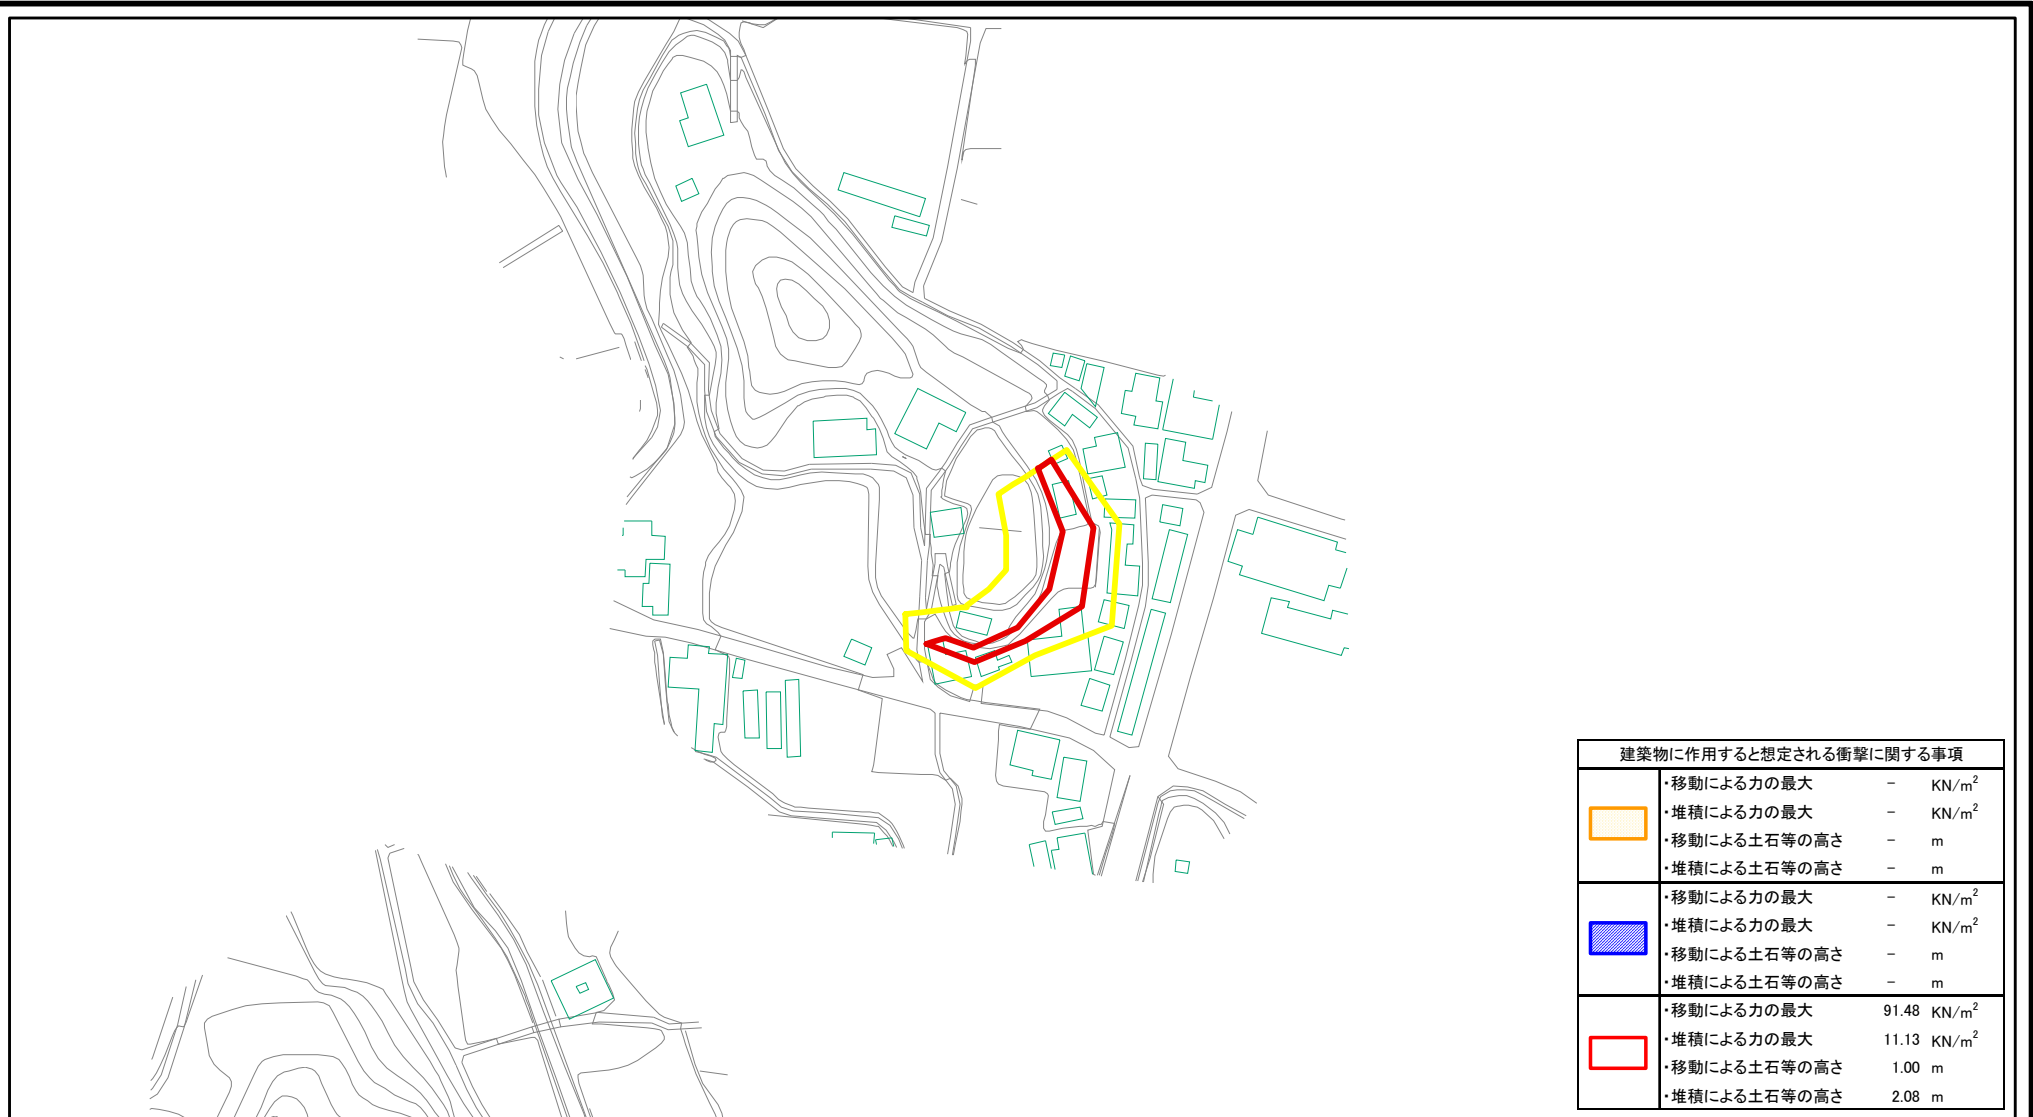 建築物に作用すると想定される衝撃に関する事項
・移動による力の最大 － KN/m²
・堆積による力の最大 － KN/m²
・移動による土石等の高さ － m
・堆積による土石等の高さ － m
・移動による力の最大 － KN/m²
・堆積による力の最大 － KN/m²
・移動による土石等の高さ － m
・堆積による土石等の高さ － m
・移動による力の最大 91.48 KN/m²
・堆積による力の最大 11.13 KN/m²
・移動による土石等の高さ 1.00 m
・堆積による土石等の高さ 2.08 m